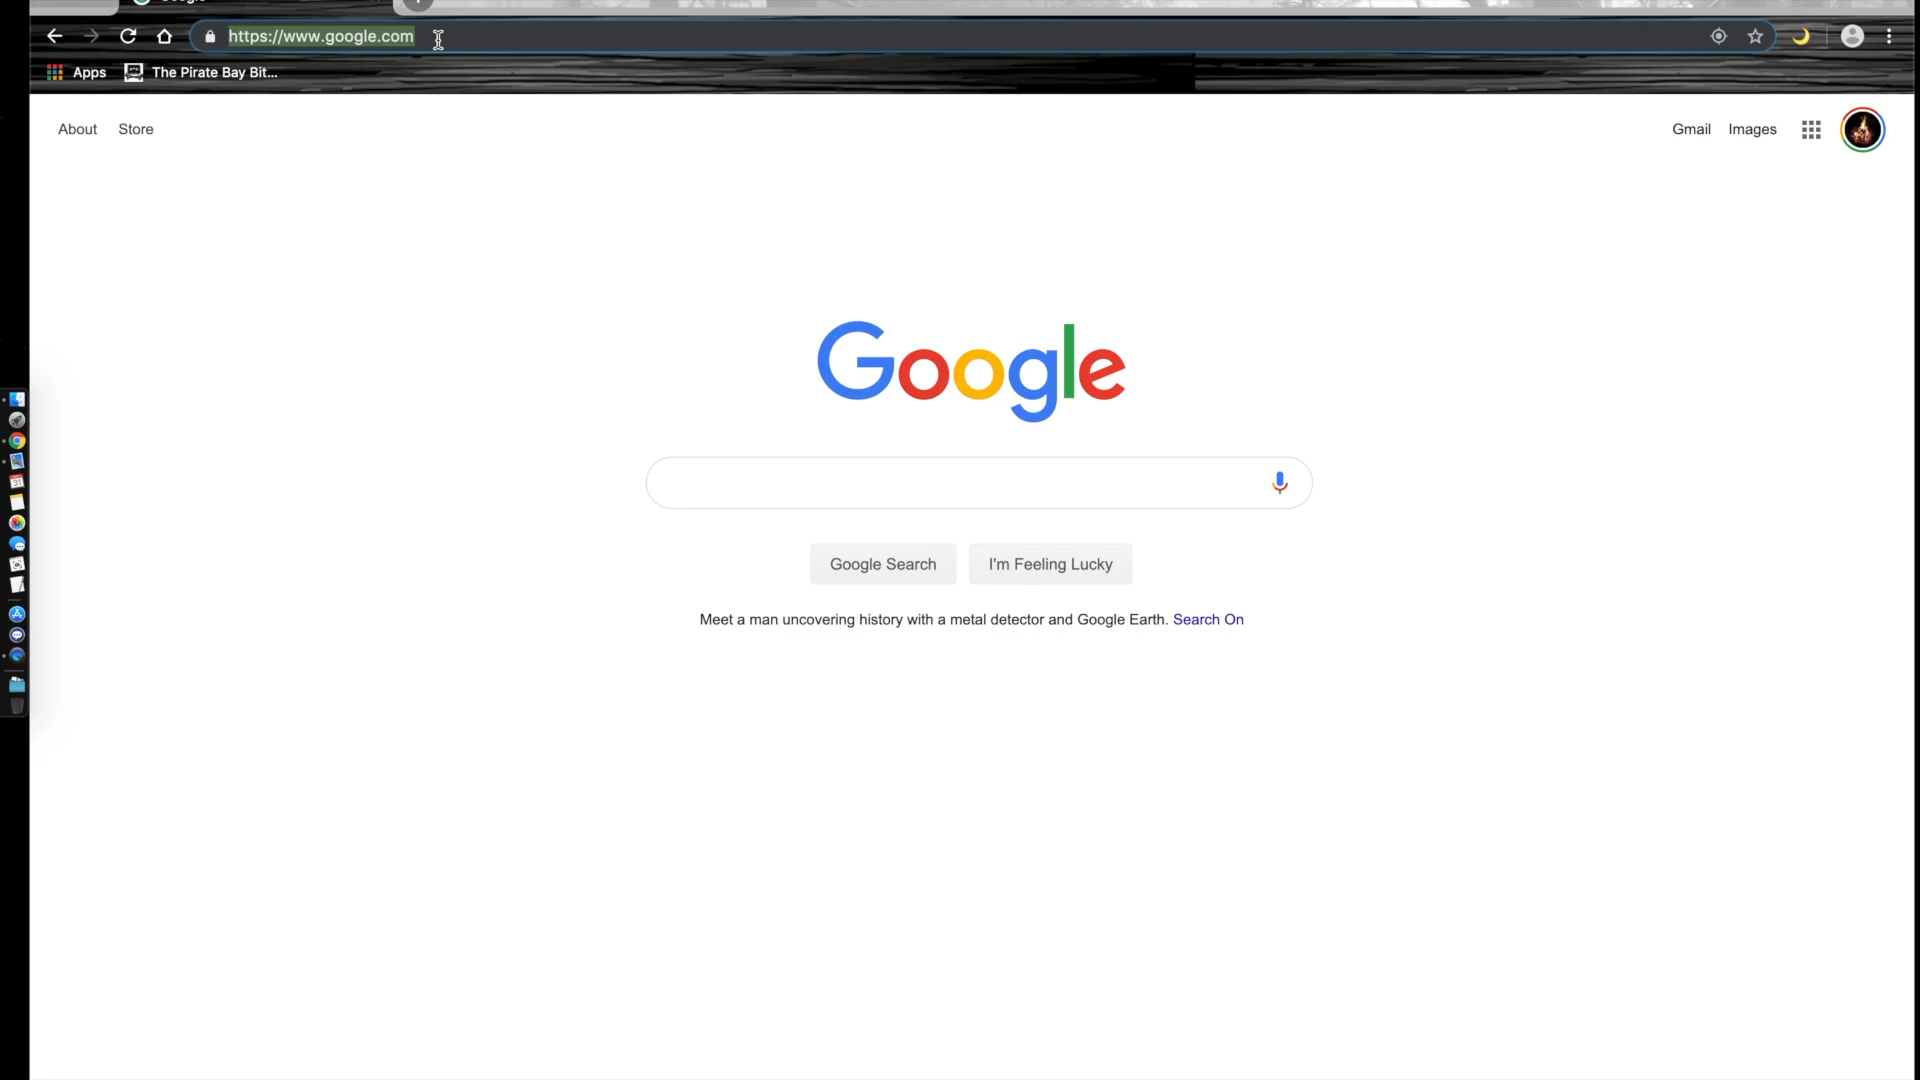 https://www.google.com
Apps The Pirate Bay Bit...
About Store Gmail Images
Google
31
Google Search I'm Feeling Lucky
Meet a man uncovering history with a metal detector and Google Earth. Search On